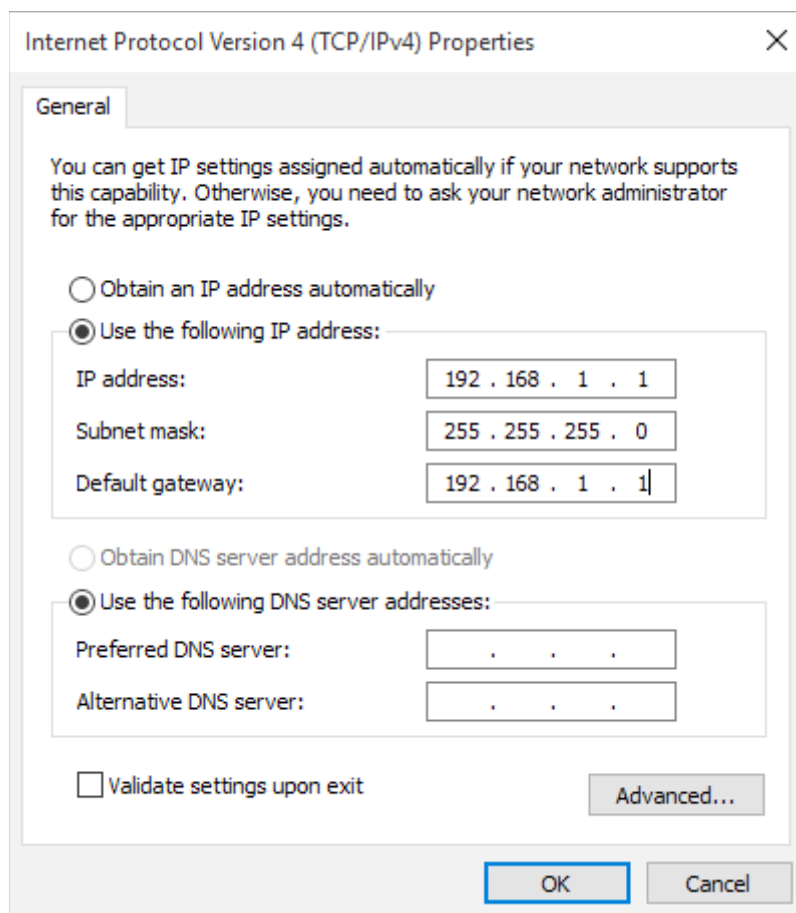 Internet Protocol Version 4 (TCP/IPv4) Properties
General
You can get IP settings assigned automatically if your network supports
this capability. Otherwise, you need to ask your network administrator
for the appropriate IP settings.
Obtain an IP address automatically
Use the following IP address:
IP address: 192 . 168 . 1 . 1
Subnet mask: 255 . 255 . 255 . 0
Default gateway: 192 . 168 . 1 . 1
Obtain DNS server address automatically
Use the following DNS server addresses:
Preferred DNS server: . . .
Alternative DNS server: . . .
Validate settings upon exit
Advanced...
OK Cancel